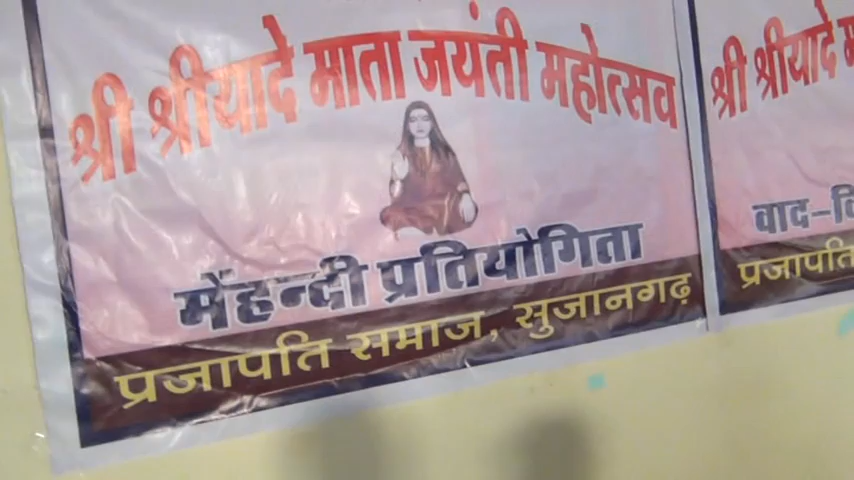 श्री श्रीयादे माता जयंती महोत्सव
मेंहन्दी प्रतियोगिता
प्रजापति समाज, सुजानगढ़
श्री श्रीयादे
वाद-
प्रजापति